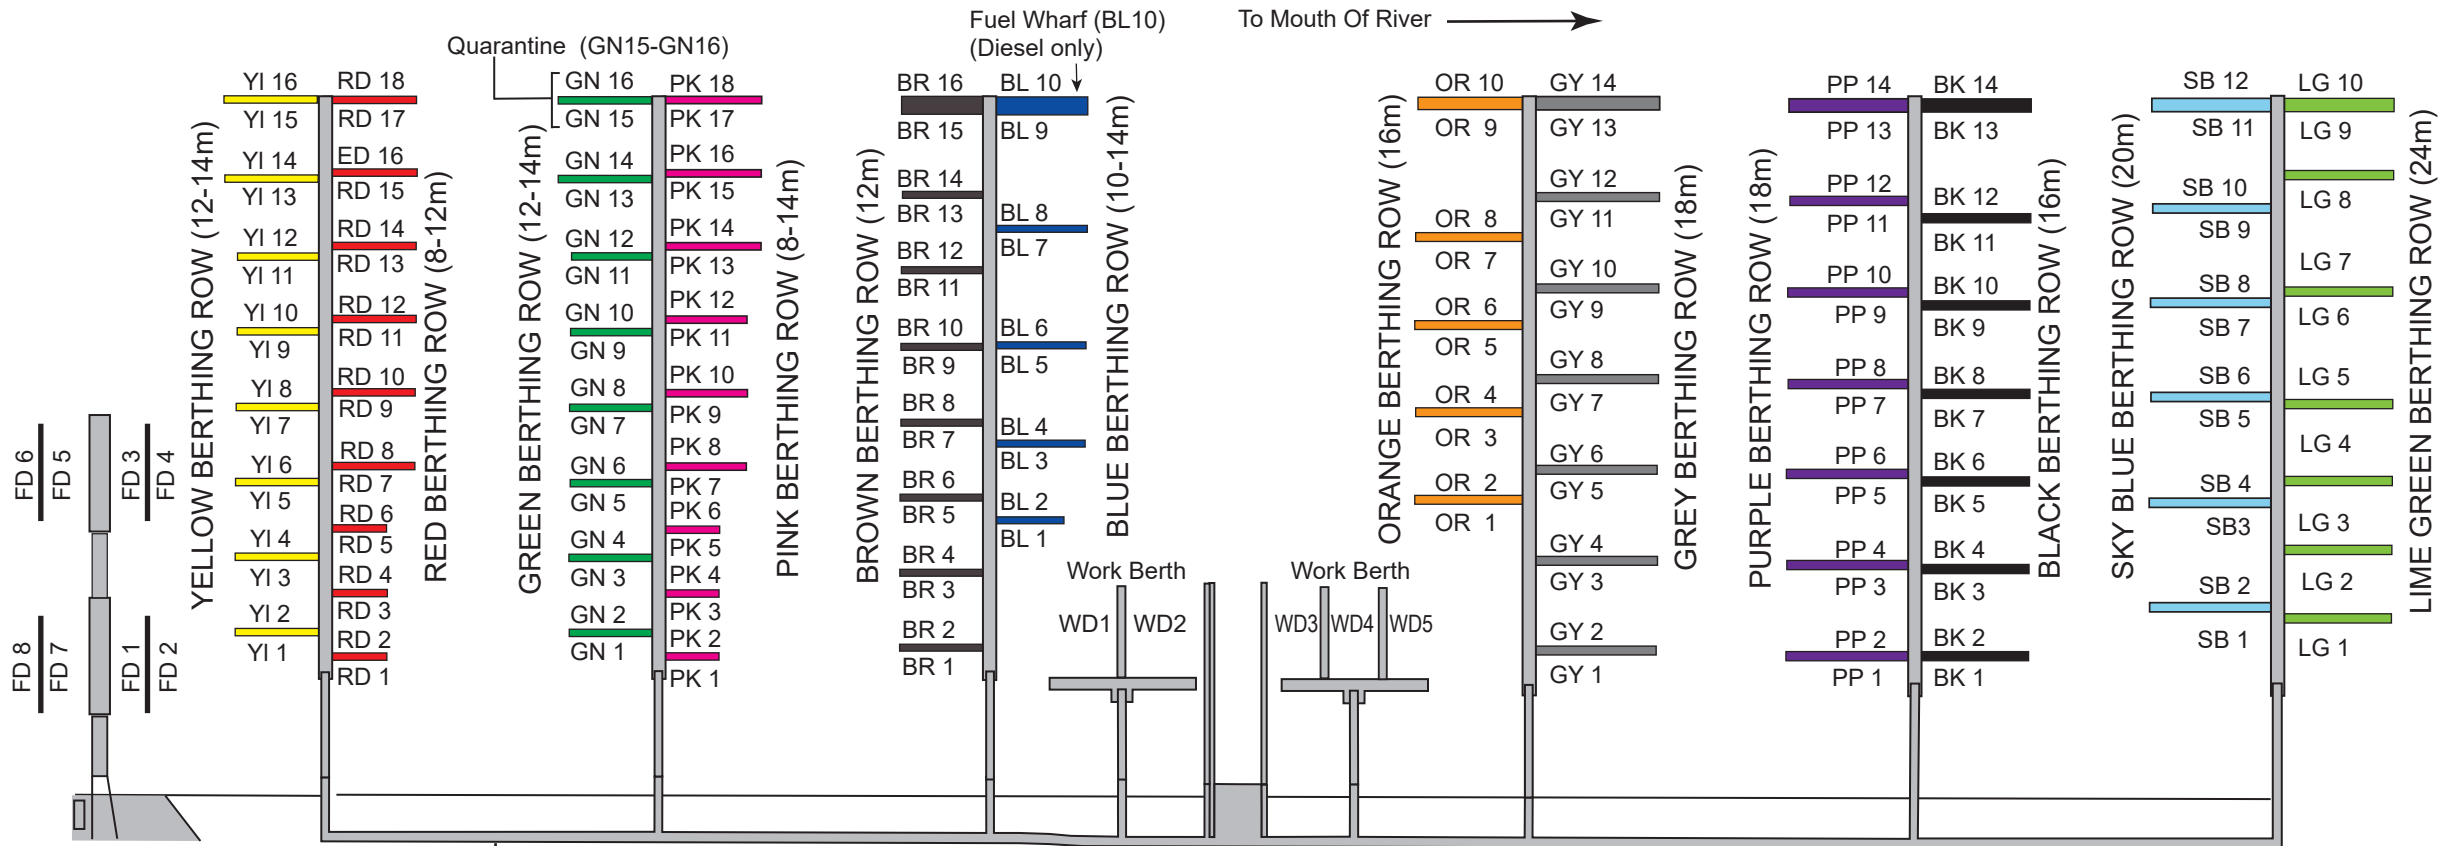 Fuel Wharf (BL10)
(Diesel only)
To Mouth Of River
Quarantine (GN15-GN16)
FD 6
FD 5
FD 3
FD 4
FD 8
FD 7
FD 1
FD 2
YELLOW BERTHING ROW (12-14m)
YI 16
YI 15
YI 14
YI 13
YI 12
YI 11
YI 10
YI 9
YI 8
YI 7
YI 6
YI 5
YI 4
YI 3
YI 2
YI 1
RD 18
RD 17
ED 16
RD 15
RD 14
RD 13
RD 12
RD 11
RD 10
RD 9
RD 8
RD 7
RD 6
RD 5
RD 4
RD 3
RD 2
RD 1
RED BERTHING ROW (8-12m)
GREEN BERTHING ROW (12-14m)
GN 16
GN 15
GN 14
GN 13
GN 12
GN 11
GN 10
GN 9
GN 8
GN 7
GN 6
GN 5
GN 4
GN 3
GN 2
GN 1
PK 18
PK 17
PK 16
PK 15
PK 14
PK 13
PK 12
PK 11
PK 10
PK 9
PK 8
PK 7
PK 6
PK 5
PK 4
PK 3
PK 2
PK 1
PINK BERTHING ROW (8-14m)
BROWN BERTHING ROW (12m)
BR 16
BR 15
BR 14
BR 13
BR 12
BR 11
BR 10
BR 9
BR 8
BR 7
BR 6
BR 5
BR 4
BR 3
BR 2
BR 1
BL 10
BL 9
BL 8
BL 7
BL 6
BL 5
BL 4
BL 3
BL 2
BL 1
BLUE BERTHING ROW (10-14m)
Work Berth
WD1
WD2
Work Berth
WD3
WD4
WD5
ORANGE BERTHING ROW (16m)
OR 10
OR 9
OR 8
OR 7
OR 6
OR 5
OR 4
OR 3
OR 2
OR 1
GY 14
GY 13
GY 12
GY 11
GY 10
GY 9
GY 8
GY 7
GY 6
GY 5
GY 4
GY 3
GY 2
GY 1
GREY BERTHING ROW (18m)
PURPLE BERTHING ROW (18m)
PP 14
PP 13
PP 12
PP 11
PP 10
PP 9
PP 8
PP 7
PP 6
PP 5
PP 4
PP 3
PP 2
PP 1
BK 14
BK 13
BK 12
BK 11
BK 10
BK 9
BK 8
BK 7
BK 6
BK 5
BK 4
BK 3
BK 2
BK 1
BLACK BERTHING ROW (16m)
SKY BLUE BERTHING ROW (20m)
SB 12
SB 11
SB 10
SB 9
SB 8
SB 7
SB 6
SB 5
SB 4
SB3
SB 2
SB 1
LG 10
LG 9
LG 8
LG 7
LG 6
LG 5
LG 4
LG 3
LG 2
LG 1
LIME GREEN BERTHING ROW (24m)